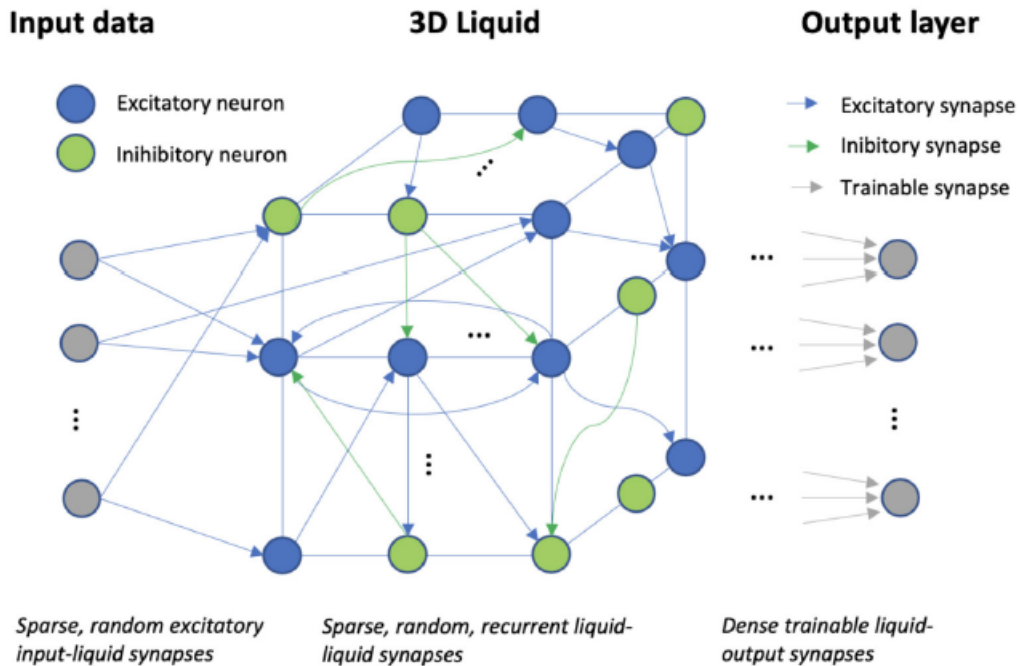 Input data
3D Liquid
Output layer
Excitatory neuron
Inihibitory neuron
Excitatory synapse
Inibitory synapse
Trainable synapse
Sparse, random excitatory
input-liquid synapses
Sparse, random, recurrent liquid-
liquid synapses
Dense trainable liquid-
output synapses